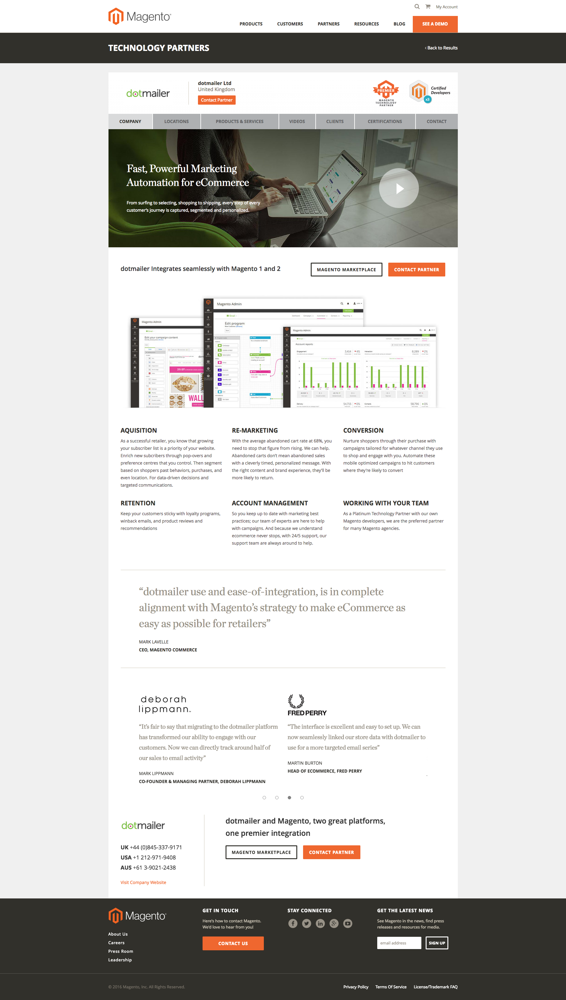 My Account
Magento
PRODUCTS CUSTOMERS PARTNERS RESOURCES BLOG SEE A DEMO
TECHNOLOGY PARTNERS
‹ Back to Results
dotmailer
dotmailer Ltd
United Kingdom
Contact Partner
PREMIER
MAGENTO
TECHNOLOGY
PARTNER
Certified
Developers
x3
COMPANY LOCATIONS PRODUCTS & SERVICES VIDEOS CLIENTS CERTIFICATIONS CONTACT
Fast, Powerful Marketing
Automation for eCommerce
From surfing to selecting, shopping to shipping, every step of every
customer's journey is captured, segmented and personalized.
dotmailer Integrates seamlessly with Magento 1 and 2
MAGENTO MARKETPLACE
CONTACT PARTNER
Magento Admin
Email
Edit your campaign content
20% OFF
WALL
Magento Admin
Email
Dashboard Campaigns Automation Contacts Reporting
Edit program
Magento Admin
Email
Account reports
Engagement
3,414 4%
Interaction
8,289 2%
Delivery
54,715 0%
Contacts
58,796 0%
AQUISITION
As a successful retailer, you know that growing
your subscriber list is a priority of your website.
Enrich new subcribers through pop-overs and
preference centres that you control. Then segment
based on shoppers past behaviors, purchases, and
even location. For data-driven decisions and
targeted communications.
RE-MARKETING
With the average abandoned cart rate at 68%, you
need to stop that figure from rising. We can help.
Abandoned carts don't mean abandoned sales
with a cleverly timed, personalized message. With
the right content and brand experience, they'll be
more likely to return.
CONVERSION
Nurture shoppers through their purchase with
campaigns tailored for whatever channel they use
to shop and engage with you. Automate these
mobile optimized campaigns to hit customers
where they're likely to convert
RETENTION
Keep your customers sticky with loyalty programs,
winback emails, and product reviews and
recommendations
ACCOUNT MANAGEMENT
So you keep up to date with marketing best
practices; our team of experts are here to help
with campaigns. And because we understand
ecommerce never stops, with 24/5 support, our
support team are always around to help.
WORKING WITH YOUR TEAM
As a Platinum Technology Partner with our own
Magento developers, we are the preferred partner
for many Magento agencies.
“dotmailer use and ease-of-integration, is in complete
alignment with Magento’s strategy to make eCommerce as
easy as possible for retailers”
MARK LAVELLE
CEO, MAGENTO COMMERCE
deborah
lippmann™
“It’s fair to say that migrating to the dotmailer platform
has transformed our ability to engage with our
customers. Now we can directly track around half of
our sales to email activity”
MARK LIPPMANN
CO-FOUNDER & MANAGING PARTNER, DEBORAH LIPPMANN
FRED PERRY
“The interface is excellent and easy to set up. We can
now seamlessly linked our store data with dotmailer to
use for a more targeted email series”
MARTIN BURTON
HEAD OF ECOMMERCE, FRED PERRY
.
dotmailer
UK +44 (0)845-337-9171
USA +1 212-971-9408
AUS +61 3-9021-2438
Visit Company Website
dotmailer and Magento, two great platforms,
one premier integration
MAGENTO MARKETPLACE
CONTACT PARTNER
Magento
About Us
Careers
Press Room
Leadership
GET IN TOUCH
Here's how to contact Magento.
We'd love to hear from you!
CONTACT US
STAY CONNECTED
GET THE LATEST NEWS
See Magento in the news, find press
releases and resources for media.
email address
SIGN UP
© 2016 Magento, Inc. All Rights Reserved.
Privacy Policy Terms Of Service License/Trademark FAQ